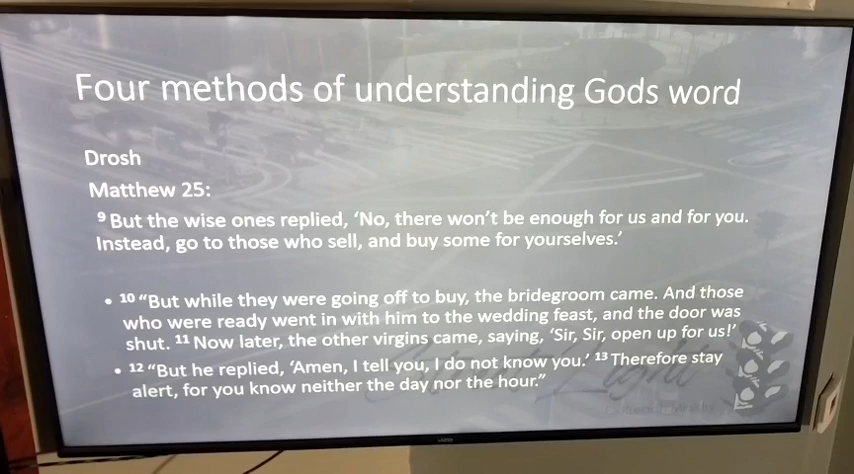 Four methods of understanding Gods word
Drosh
Matthew 25:
⁹ But the wise ones replied, ‘No, there won’t be enough for us and for you.
Instead, go to those who sell, and buy some for yourselves.’
• ¹⁰ “But while they were going off to buy, the bridegroom came. And those
who were ready went in with him to the wedding feast, and the door was
shut. ¹¹ Now later, the other virgins came, saying, ‘Sir, Sir, open up for us!’
• ¹² “But he replied, ‘Amen, I tell you, I do not know you.’ ¹³ Therefore stay
alert, for you know neither the day nor the hour.”
Street Light